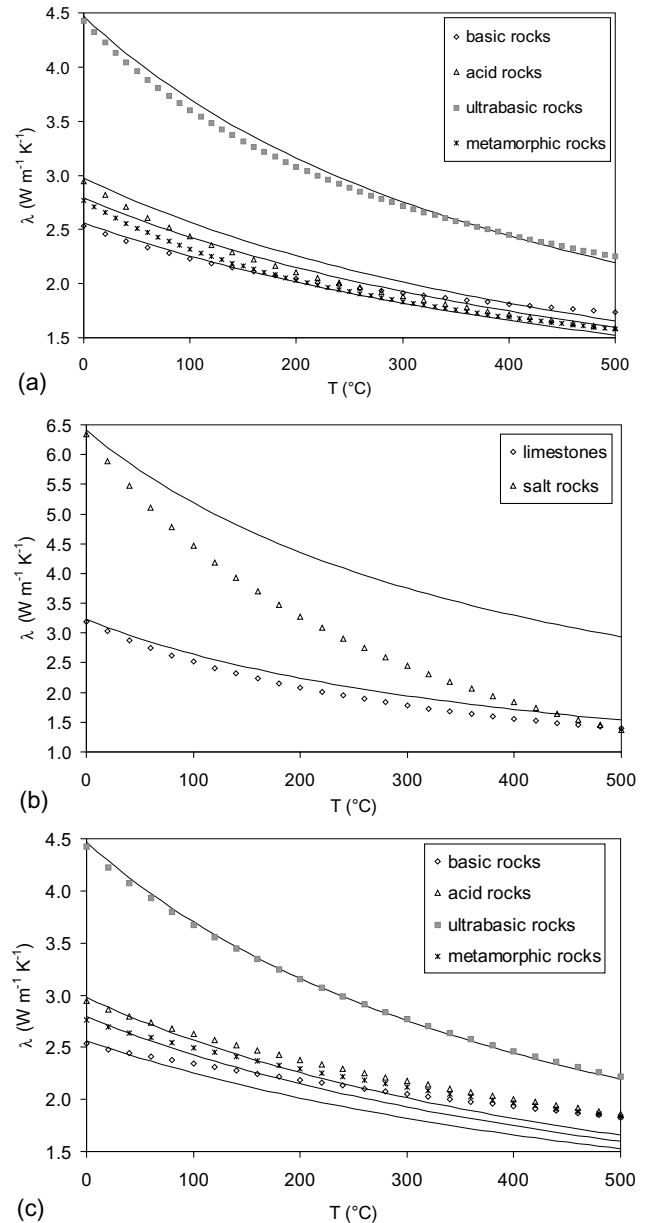 4.5
4.0
3.5
3.0
2.5
2.0
1.5
λ (W m⁻¹ K⁻¹)
basic rocks
acid rocks
ultrabasic rocks
metamorphic rocks
0 100 200 300 400 500
T (°C)
(a)
6.5
6.0
5.5
5.0
4.5
4.0
3.5
3.0
2.5
2.0
1.5
1.0
λ (W m⁻¹ K⁻¹)
limestones
salt rocks
0 100 200 300 400 500
T (°C)
(b)
4.5
4.0
3.5
3.0
2.5
2.0
1.5
λ (W m⁻¹ K⁻¹)
basic rocks
acid rocks
ultrabasic rocks
metamorphic rocks
0 100 200 300 400 500
T (°C)
(c)